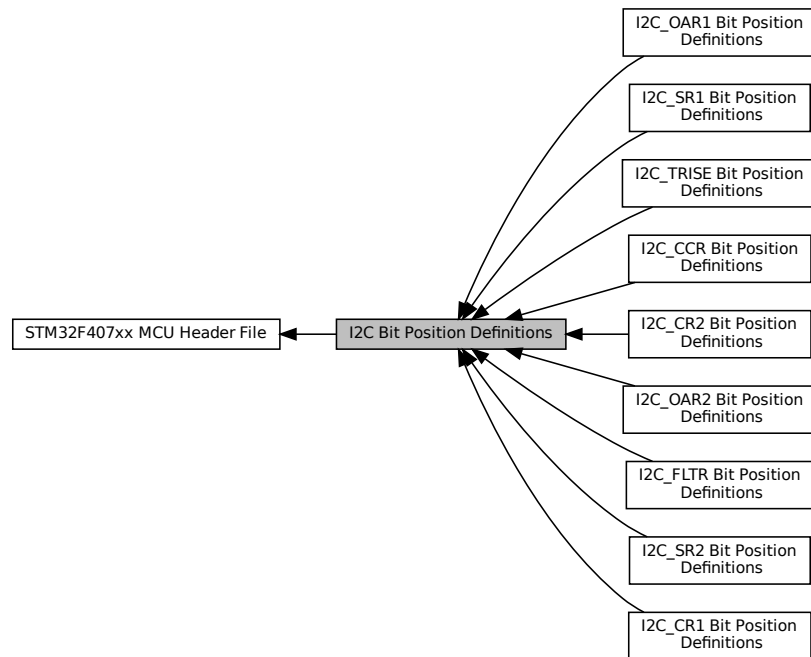 I2C_OAR1 Bit Position
Definitions
I2C_SR1 Bit Position
Definitions
I2C_TRISE Bit Position
Definitions
I2C_CCR Bit Position
Definitions
STM32F407xx MCU Header File
I2C Bit Position Definitions
I2C_CR2 Bit Position
Definitions
I2C_OAR2 Bit Position
Definitions
I2C_FLTR Bit Position
Definitions
I2C_SR2 Bit Position
Definitions
I2C_CR1 Bit Position
Definitions